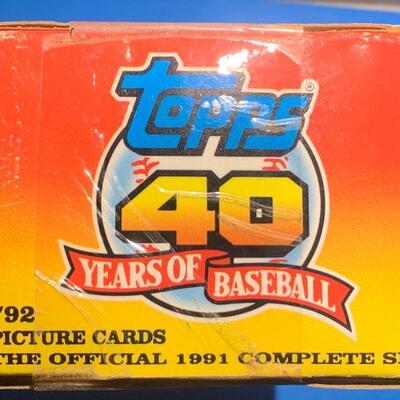 Topps®
40
YEARS OF BASEBALL
792
PICTURE CARDS
THE OFFICIAL 1991 COMPLETE SE